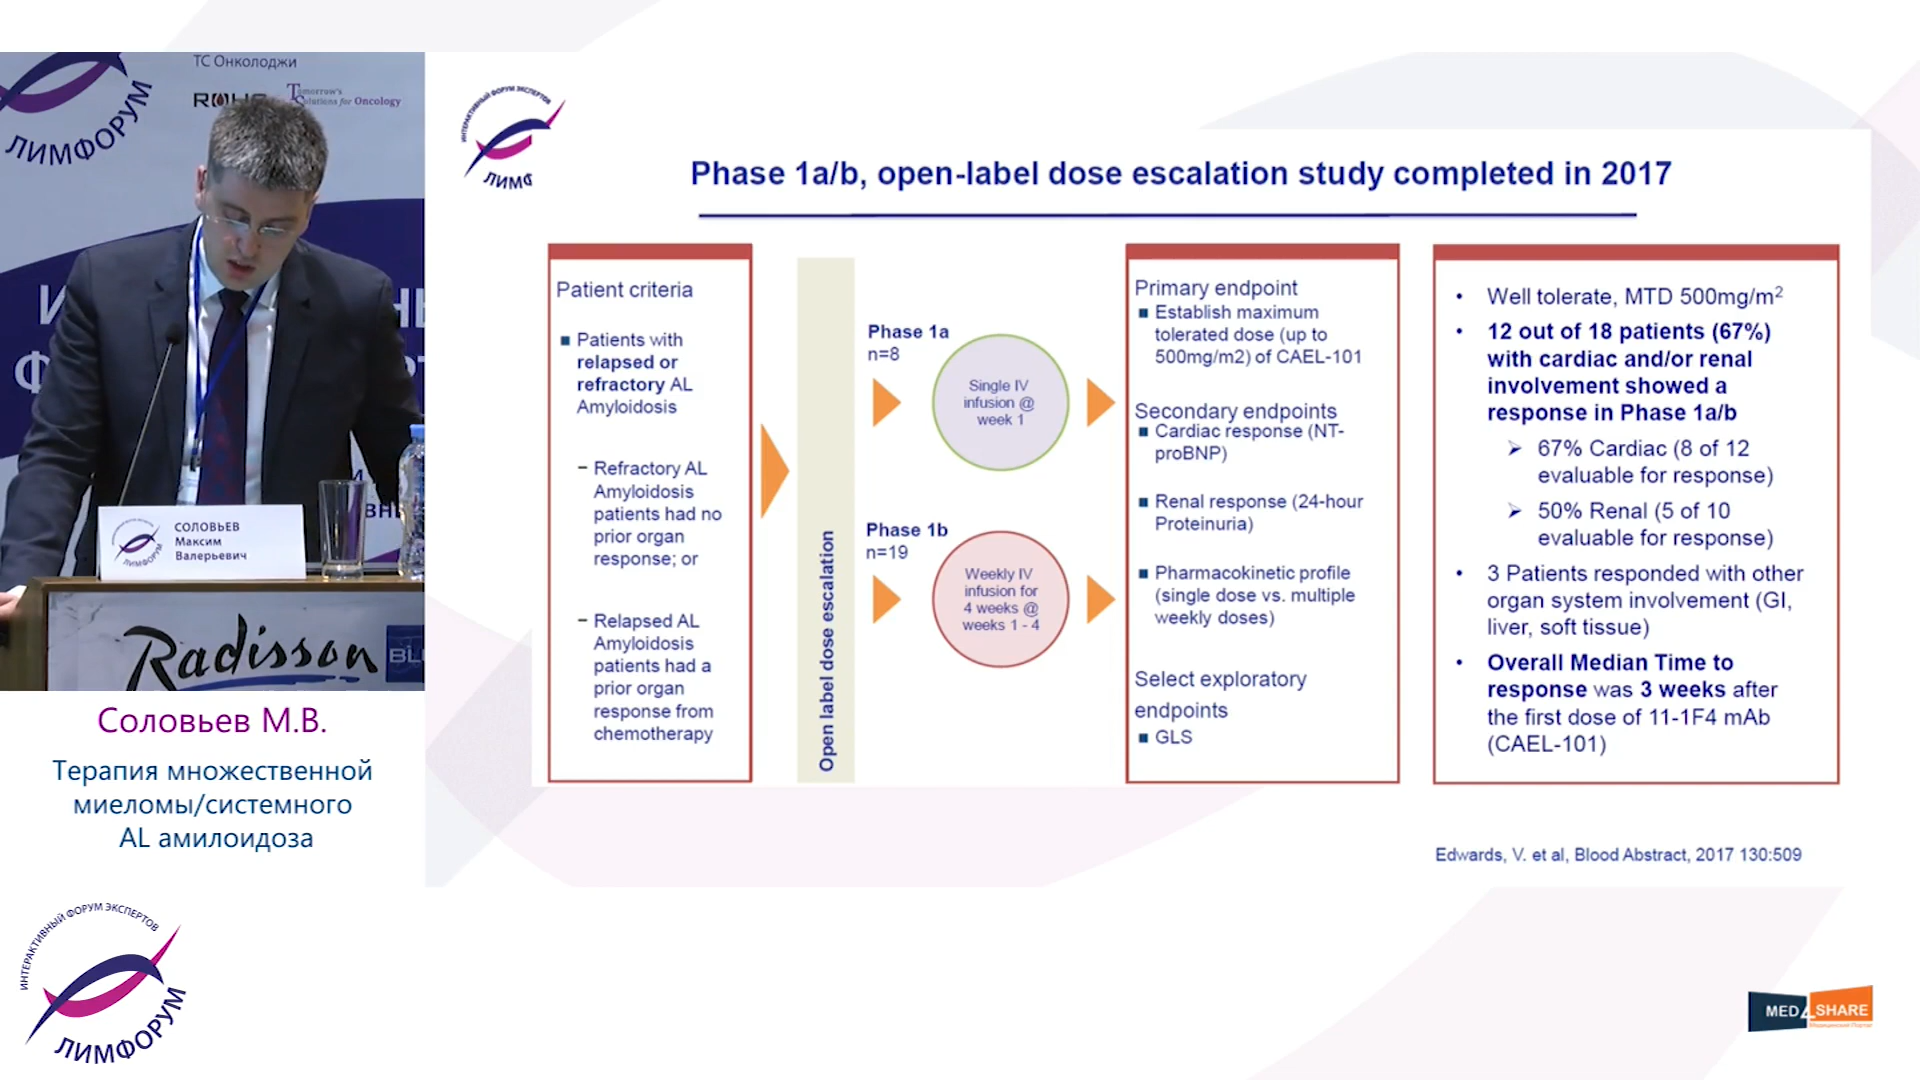 ТС Онколоджи
Tomorrow's
Solutions for Oncology
ЛИМФОРУМ
СОЛОВЬЕВ
Максим
Валерьевич
Radisson
Соловьев М.В.
Терапия множественной
миеломы/системного
AL амилоидоза
ИНТЕРАКТИВНЫЙ ФОРУМ ЭКСПЕРТОВ
ЛИМФОРУМ
ИНТЕРАКТИВНЫЙ ФОРУМ ЭКСПЕРТОВ
Phase 1a/b, open-label dose escalation study completed in 2017
Patient criteria
Patients with
relapsed or
refractory AL
Amyloidosis
– Refractory AL
Amyloidosis
patients had no
prior organ
response; or
– Relapsed AL
Amyloidosis
patients had a
prior organ
response from
chemotherapy
Open label dose escalation
Phase 1a
n=8
Single IV
infusion @
week 1
Phase 1b
n=19
Weekly IV
infusion for
4 weeks @
weeks 1 - 4
Primary endpoint
Establish maximum
tolerated dose (up to
500mg/m2) of CAEL-101
Secondary endpoints
Cardiac response (NT-
proBNP)
Renal response (24-hour
Proteinuria)
Pharmacokinetic profile
(single dose vs. multiple
weekly doses)
Select exploratory
endpoints
GLS
• Well tolerate, MTD 500mg/m²
• 12 out of 18 patients (67%)
with cardiac and/or renal
involvement showed a
response in Phase 1a/b
➢ 67% Cardiac (8 of 12
evaluable for response)
➢ 50% Renal (5 of 10
evaluable for response)
• 3 Patients responded with other
organ system involvement (GI,
liver, soft tissue)
• Overall Median Time to
response was 3 weeks after
the first dose of 11-1F4 mAb
(CAEL-101)
Edwards, V. et al, Blood Abstract, 2017 130:509
MED4SHARE
Медицинский Портал